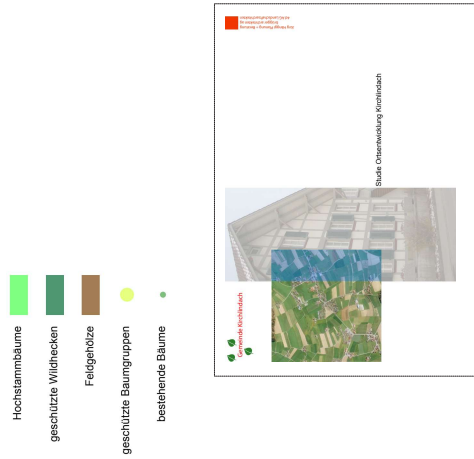 Hochstammbäume
geschützte Wildhecken
Feldgehölze
geschützte Baumgruppen
bestehende Bäume
Gemeinde Kirchlindach
Studie Ortsentwicklung Kirchlindach